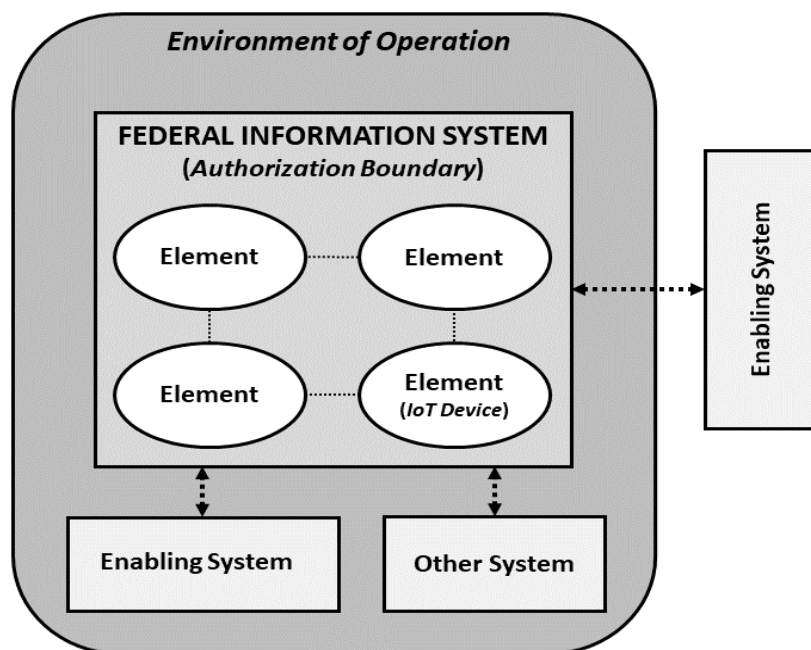 Environment of Operation
FEDERAL INFORMATION SYSTEM
(Authorization Boundary)
Element
Element
Element
Element
(IoT Device)
Enabling System
Enabling System
Other System